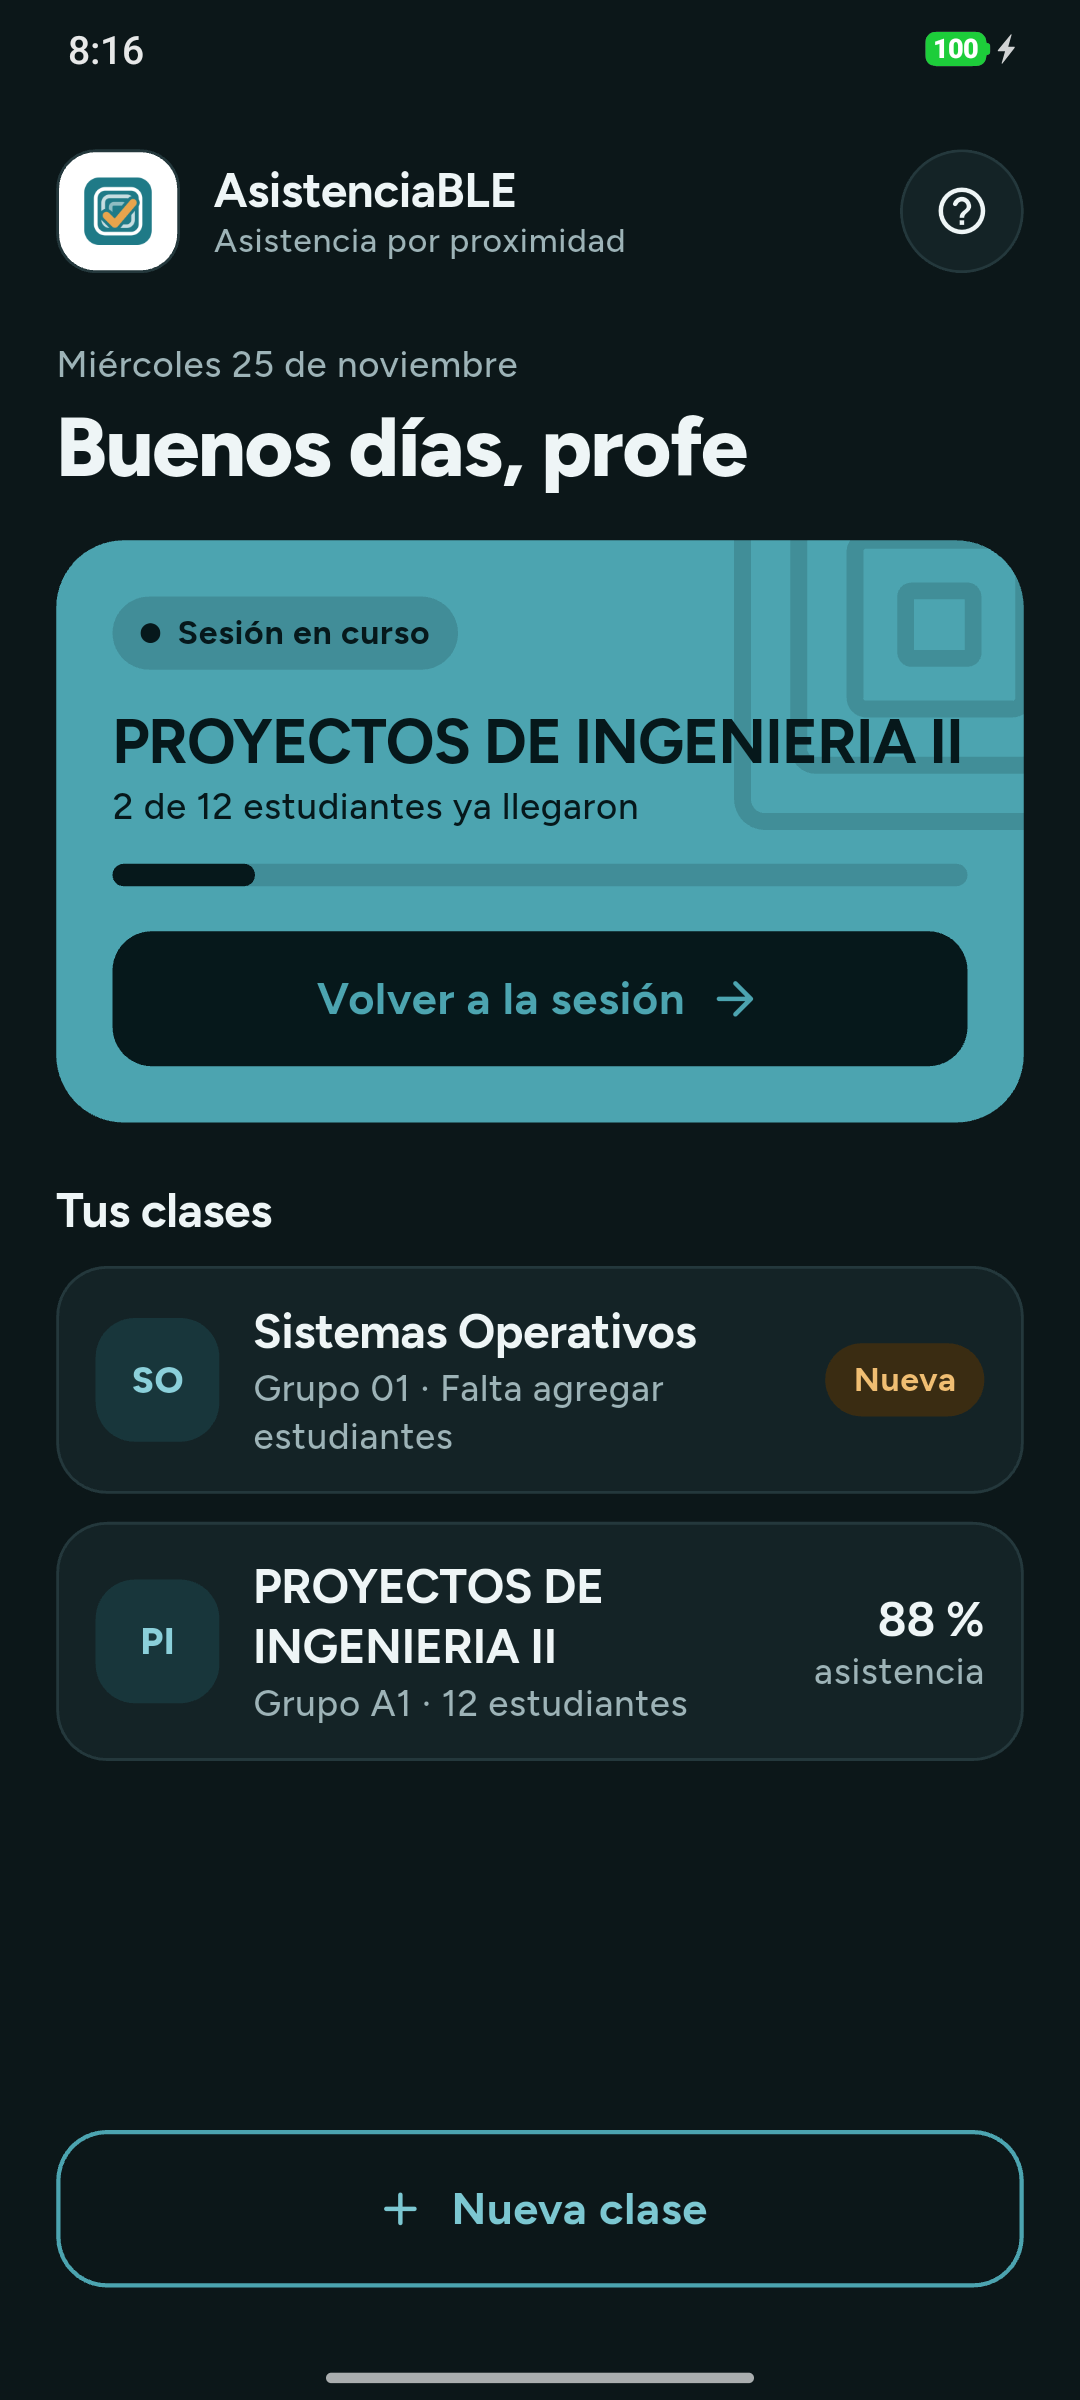 8:16
100
AsistenciaBLE
Asistencia por proximidad
Miércoles 25 de noviembre
Buenos días, profe
Sesión en curso
PROYECTOS DE INGENIERIA II
2 de 12 estudiantes ya llegaron
Volver a la sesión
Tus clases
SO
Sistemas Operativos
Grupo 01 · Falta agregar
estudiantes
Nueva
PI
PROYECTOS DE
INGENIERIA II
Grupo A1 · 12 estudiantes
88 %
asistencia
Nueva clase